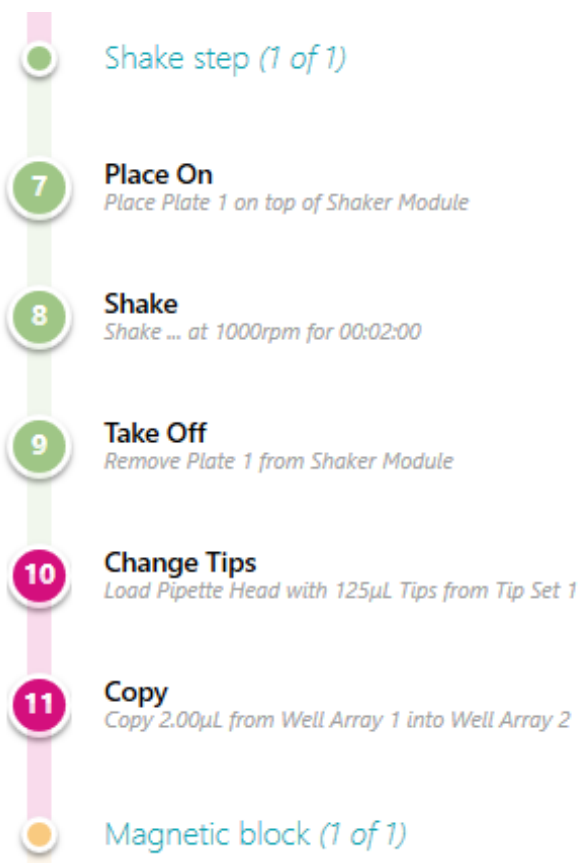 Shake step (1 of 1)
7
Place On
Place Plate 1 on top of Shaker Module
8
Shake
Shake ... at 1000rpm for 00:02:00
9
Take Off
Remove Plate 1 from Shaker Module
10
Change Tips
Load Pipette Head with 125µL Tips from Tip Set 1
11
Copy
Copy 2.00µL from Well Array 1 into Well Array 2
Magnetic block (1 of 1)